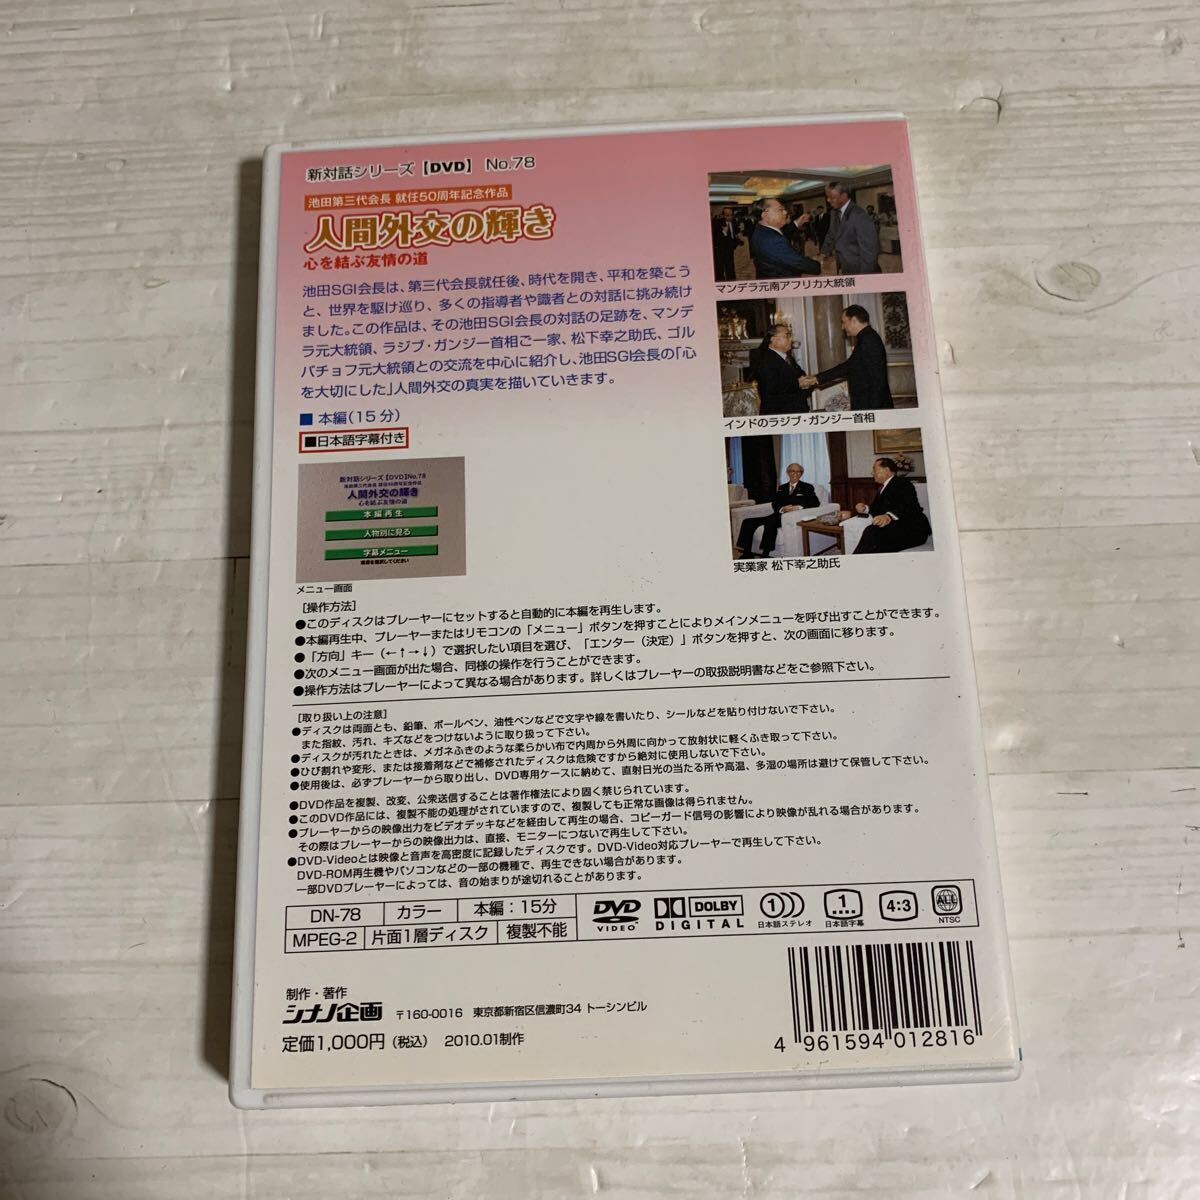 新対話シリーズ【DVD】 No.78
池田第三代会長 就任50周年記念作品
人間外交の輝き
心を結ぶ友情の道
池田SGI会長は、第三代会長就任後、時代を開き、平和を築こう
と、世界を駆け巡り、多くの指導者や識者との対話に挑み続け
ました。この作品は、その池田SGI会長の対話の足跡を、マンデ
ラ元大統領、ラジブ・ガンジー首相ご一家、松下幸之助氏、ゴル
バチョフ元大統領との交流を中心に紹介し、池田SGI会長の「心
を大切にした」人間外交の真実を描いていきます。
■ 本編(15分)
■日本語字幕付き
マンデラ元南アフリカ大統領
インドのラジブ・ガンジー首相
実業家 松下幸之助氏
新対話シリーズ【DVD】No.78
池田第三代会長 就任50周年記念作品
人間外交の輝き
心を結ぶ友情の道
本編再生
人物別に見る
字幕メニュー
項目を選択してください
メニュー画面
[操作方法]
●このディスクはプレーヤーにセットすると自動的に本編を再生します。
●本編再生中、プレーヤーまたはリモコンの「メニュー」ボタンを押すことによりメインメニューを呼び出すことができます。
●「方向」キー(←↑→↓)で選択したい項目を選び、「エンター(決定)」ボタンを押すと、次の画面に移ります。
●次のメニュー画面が出た場合、同様の操作を行うことができます。
●操作方法はプレーヤーによって異なる場合があります。詳しくはプレーヤーの取扱説明書などをご参照下さい。
[取り扱い上の注意]
●ディスクは両面とも、鉛筆、ボールペン、油性ペンなどで文字や線を書いたり、シールなどを貼り付けないで下さい。
また指紋、汚れ、キズなどをつけないように取り扱って下さい。
●ディスクが汚れたときは、メガネふきのような柔らかい布で内周から外周に向かって放射状に軽くふき取って下さい。
●ひび割れや変形、または接着剤などで補修されたディスクは危険ですから絶対に使用しないで下さい。
●使用後は、必ずプレーヤーから取り出し、DVD専用ケースに納めて、直射日光の当たる所や高温、多湿の場所は避けて保管して下さい。
●DVD作品を複製、改変、公衆送信することは著作権法により固く禁じられています。
●このDVD作品には、複製不能の処理がされていますので、複製しても正常な画像は得られません。
●プレーヤーからの映像出力をビデオデッキなどを経由して再生の場合、コピーガード信号の影響により映像が乱れる場合があります。
その際はプレーヤーからの映像出力は、直接、モニターにつないで再生して下さい。
●DVD-Videoとは映像と音声を高密度に記録したディスクです。DVD-Video対応プレーヤーで再生して下さい。
DVD-ROM再生機やパソコンなどの一部の機種で、再生できない場合があります。
一部DVDプレーヤーによっては、音の始まりが途切れることがあります。
DN-78 カラー 本編:15分
MPEG-2 片面1層ディスク 複製不能
DVD VIDEO
DOLBY DIGITAL
1 日本語ステレオ
1 日本語字幕
4:3
ALL NTSC
制作・著作
シナノ企画 〒160-0016 東京都新宿区信濃町34 トーシンビル
定価1,000円(税込) 2010.01制作
4 961594 012816